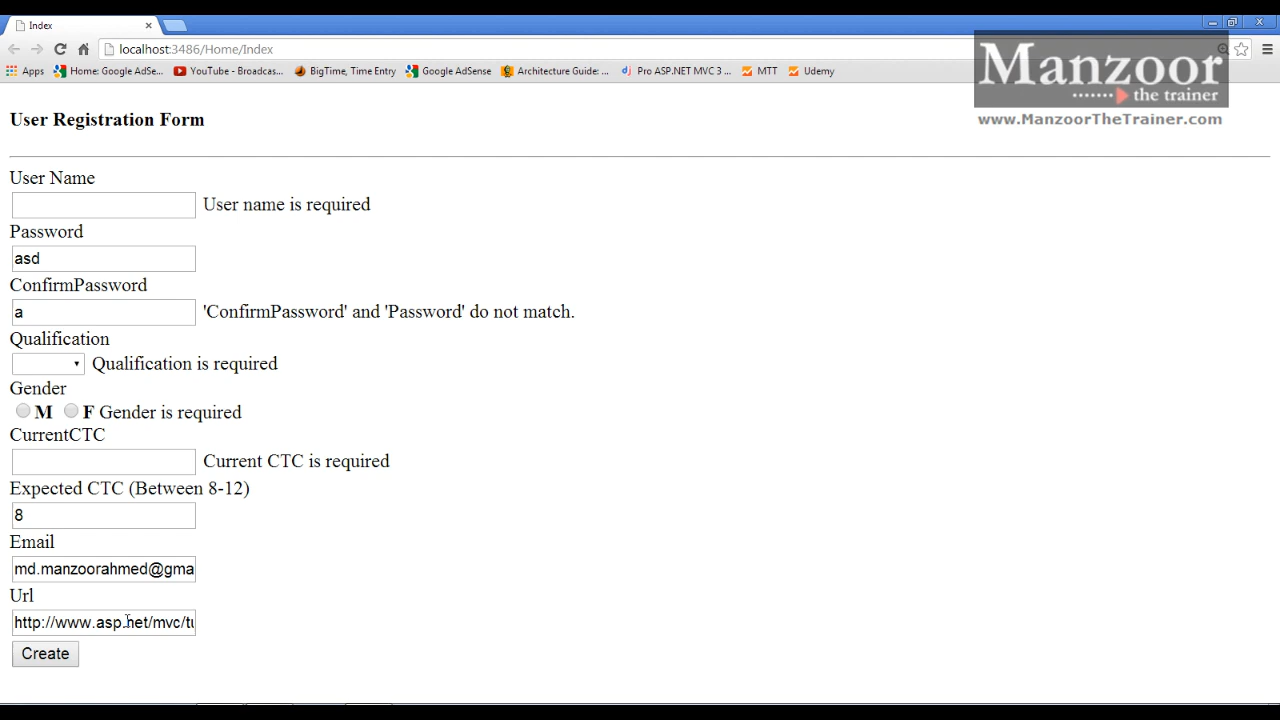 Index
localhost:3486/Home/Index
Apps Home: Google AdSe... YouTube - Broadcas... BigTime, Time Entry Google AdSense Architecture Guide: ... Pro ASP.NET MVC 3 ... MTT Udemy
Manzoor
the trainer
www.ManzoorTheTrainer.com
User Registration Form
User Name
User name is required
Password
asd
ConfirmPassword
a 'ConfirmPassword' and 'Password' do not match.
Qualification
Qualification is required
Gender
M F Gender is required
CurrentCTC
Current CTC is required
Expected CTC (Between 8-12)
8
Email
md.manzoorahmed@gma
Url
http://www.asp.net/mvc/tu
Create